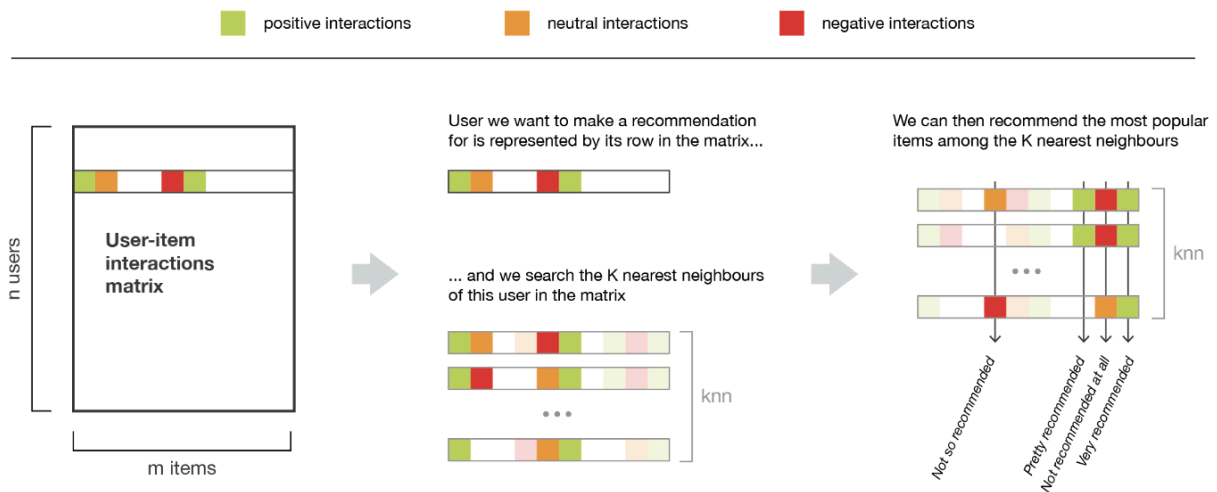 positive interactions
neutral interactions
negative interactions
n users
User-item
interactions
matrix
m items
User we want to make a recommendation
for is represented by its row in the matrix...
... and we search the K nearest neighbours
of this user in the matrix
knn
We can then recommend the most popular
items among the K nearest neighbours
knn
Not so recommended
Pretty recommended
Not recommended at all
Very recommended